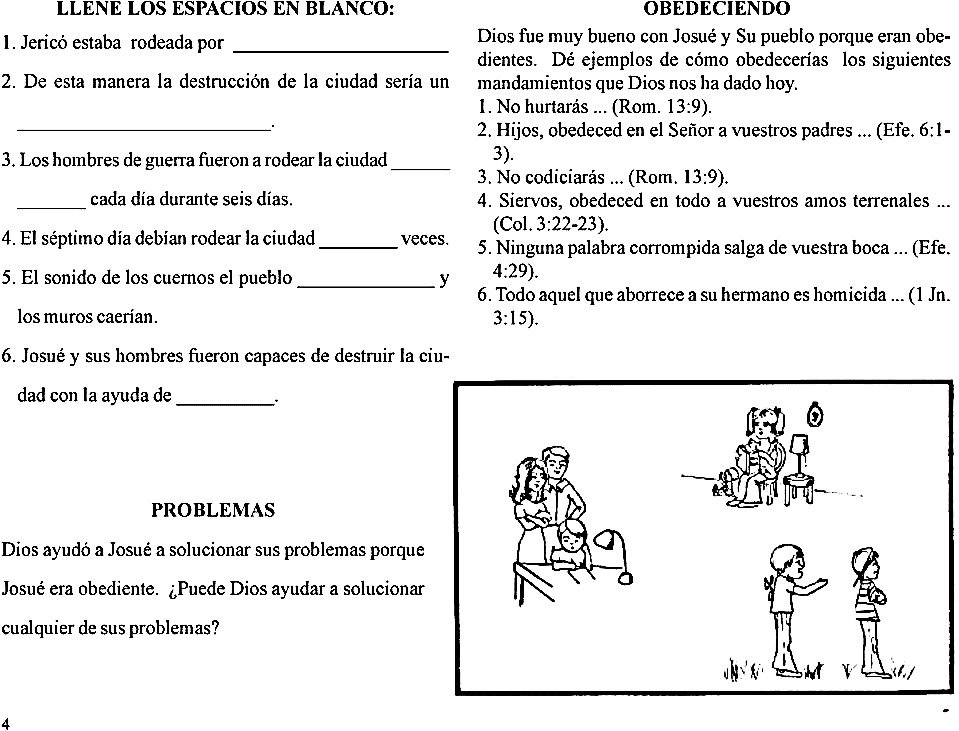 LLENE LOS ESPACIOS EN BLANCO:
1. Jericó estaba rodeada por
2. De esta manera la destrucción de la ciudad sería un
.
3. Los hombres de guerra fueron a rodear la ciudad
cada día durante seis días.
4. El séptimo día debían rodear la ciudad ________ veces.
5. El sonido de los cuernos el pueblo ______________ y
los muros caerían.
6. Josué y sus hombres fueron capaces de destruir la ciu-
dad con la ayuda de __________.
PROBLEMAS
Dios ayudó a Josué a solucionar sus problemas porque
Josué era obediente. ¿Puede Dios ayudar a solucionar
cualquier de sus problemas?
4
OBEDECIENDO
Dios fue muy bueno con Josué y Su pueblo porque eran obe-
dientes. Dé ejemplos de cómo obedecerías los siguientes
mandamientos que Dios nos ha dado hoy.
1. No hurtarás ... (Rom. 13:9).
2. Hijos, obedeced en el Señor a vuestros padres ... (Efe. 6:1-
3).
3. No codiciarás ... (Rom. 13:9).
4. Siervos, obedeced en todo a vuestros amos terrenales ...
(Col. 3:22-23).
5. Ninguna palabra corrompida salga de vuestra boca ... (Efe.
4:29).
6. Todo aquel que aborrece a su hermano es homicida ... (1 Jn.
3:15).